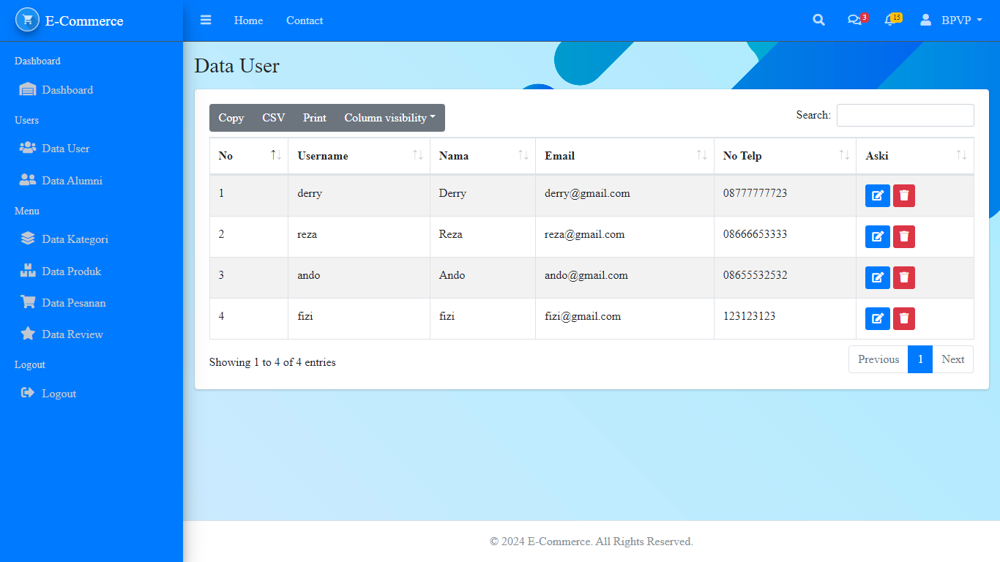 E-Commerce
Home Contact 3 15 BPVP
Dashboard
Dashboard
Users
Data User
Data Alumni
Menu
Data Kategori
Data Produk
Data Pesanan
Data Review
Logout
Logout
Data User
Copy CSV Print Column visibility Search:
No Username Nama Email No Telp Aski
1 derry Derry derry@gmail.com 08777777723
2 reza Reza reza@gmail.com 08666653333
3 ando Ando ando@gmail.com 08655532532
4 fizi fizi fizi@gmail.com 123123123
Showing 1 to 4 of 4 entries Previous 1 Next
© 2024 E-Commerce. All Rights Reserved.